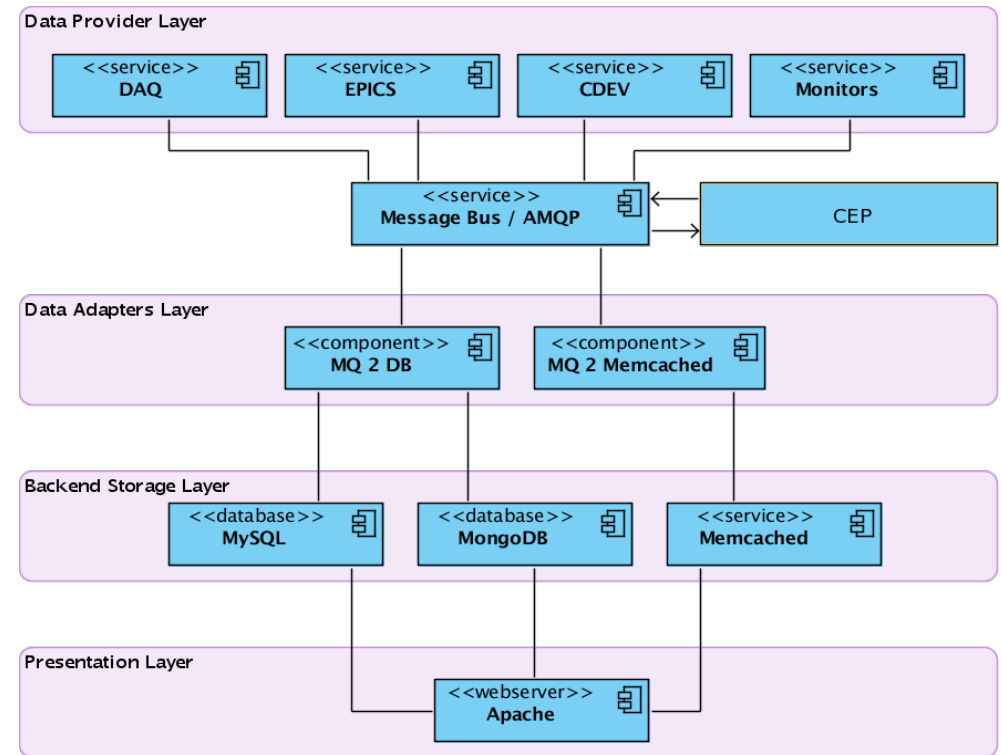 Data Provider Layer
<<service>>
DAQ
<<service>>
EPICS
<<service>>
CDEV
<<service>>
Monitors
<<service>>
Message Bus / AMQP
CEP
Data Adapters Layer
<<component>>
MQ 2 DB
<<component>>
MQ 2 Memcached
Backend Storage Layer
<<database>>
MySQL
<<database>>
MongoDB
<<service>>
Memcached
Presentation Layer
<<webserver>>
Apache